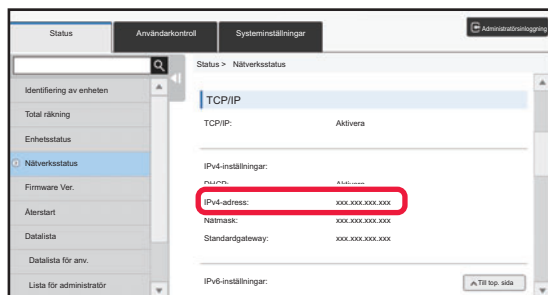 Status
Användarkontroll
Systeminställningar
Administratörsinloggning
Status > Nätverksstatus
Identifiering av enheten
Total räkning
Enhetsstatus
Nätverksstatus
Firmware Ver.
Återstart
Datalista
Datalista för anv.
Lista för administratör
TCP/IP
TCP/IP: Aktivera
IPv4-inställningar:
DHCP: Aktivera
IPv4-adress: xxx.xxx.xxx.xxx
Nätmask: xxx.xxx.xxx.xxx
Standardgateway: xxx.xxx.xxx.xxx
IPv6-inställningar:
Till top. sida